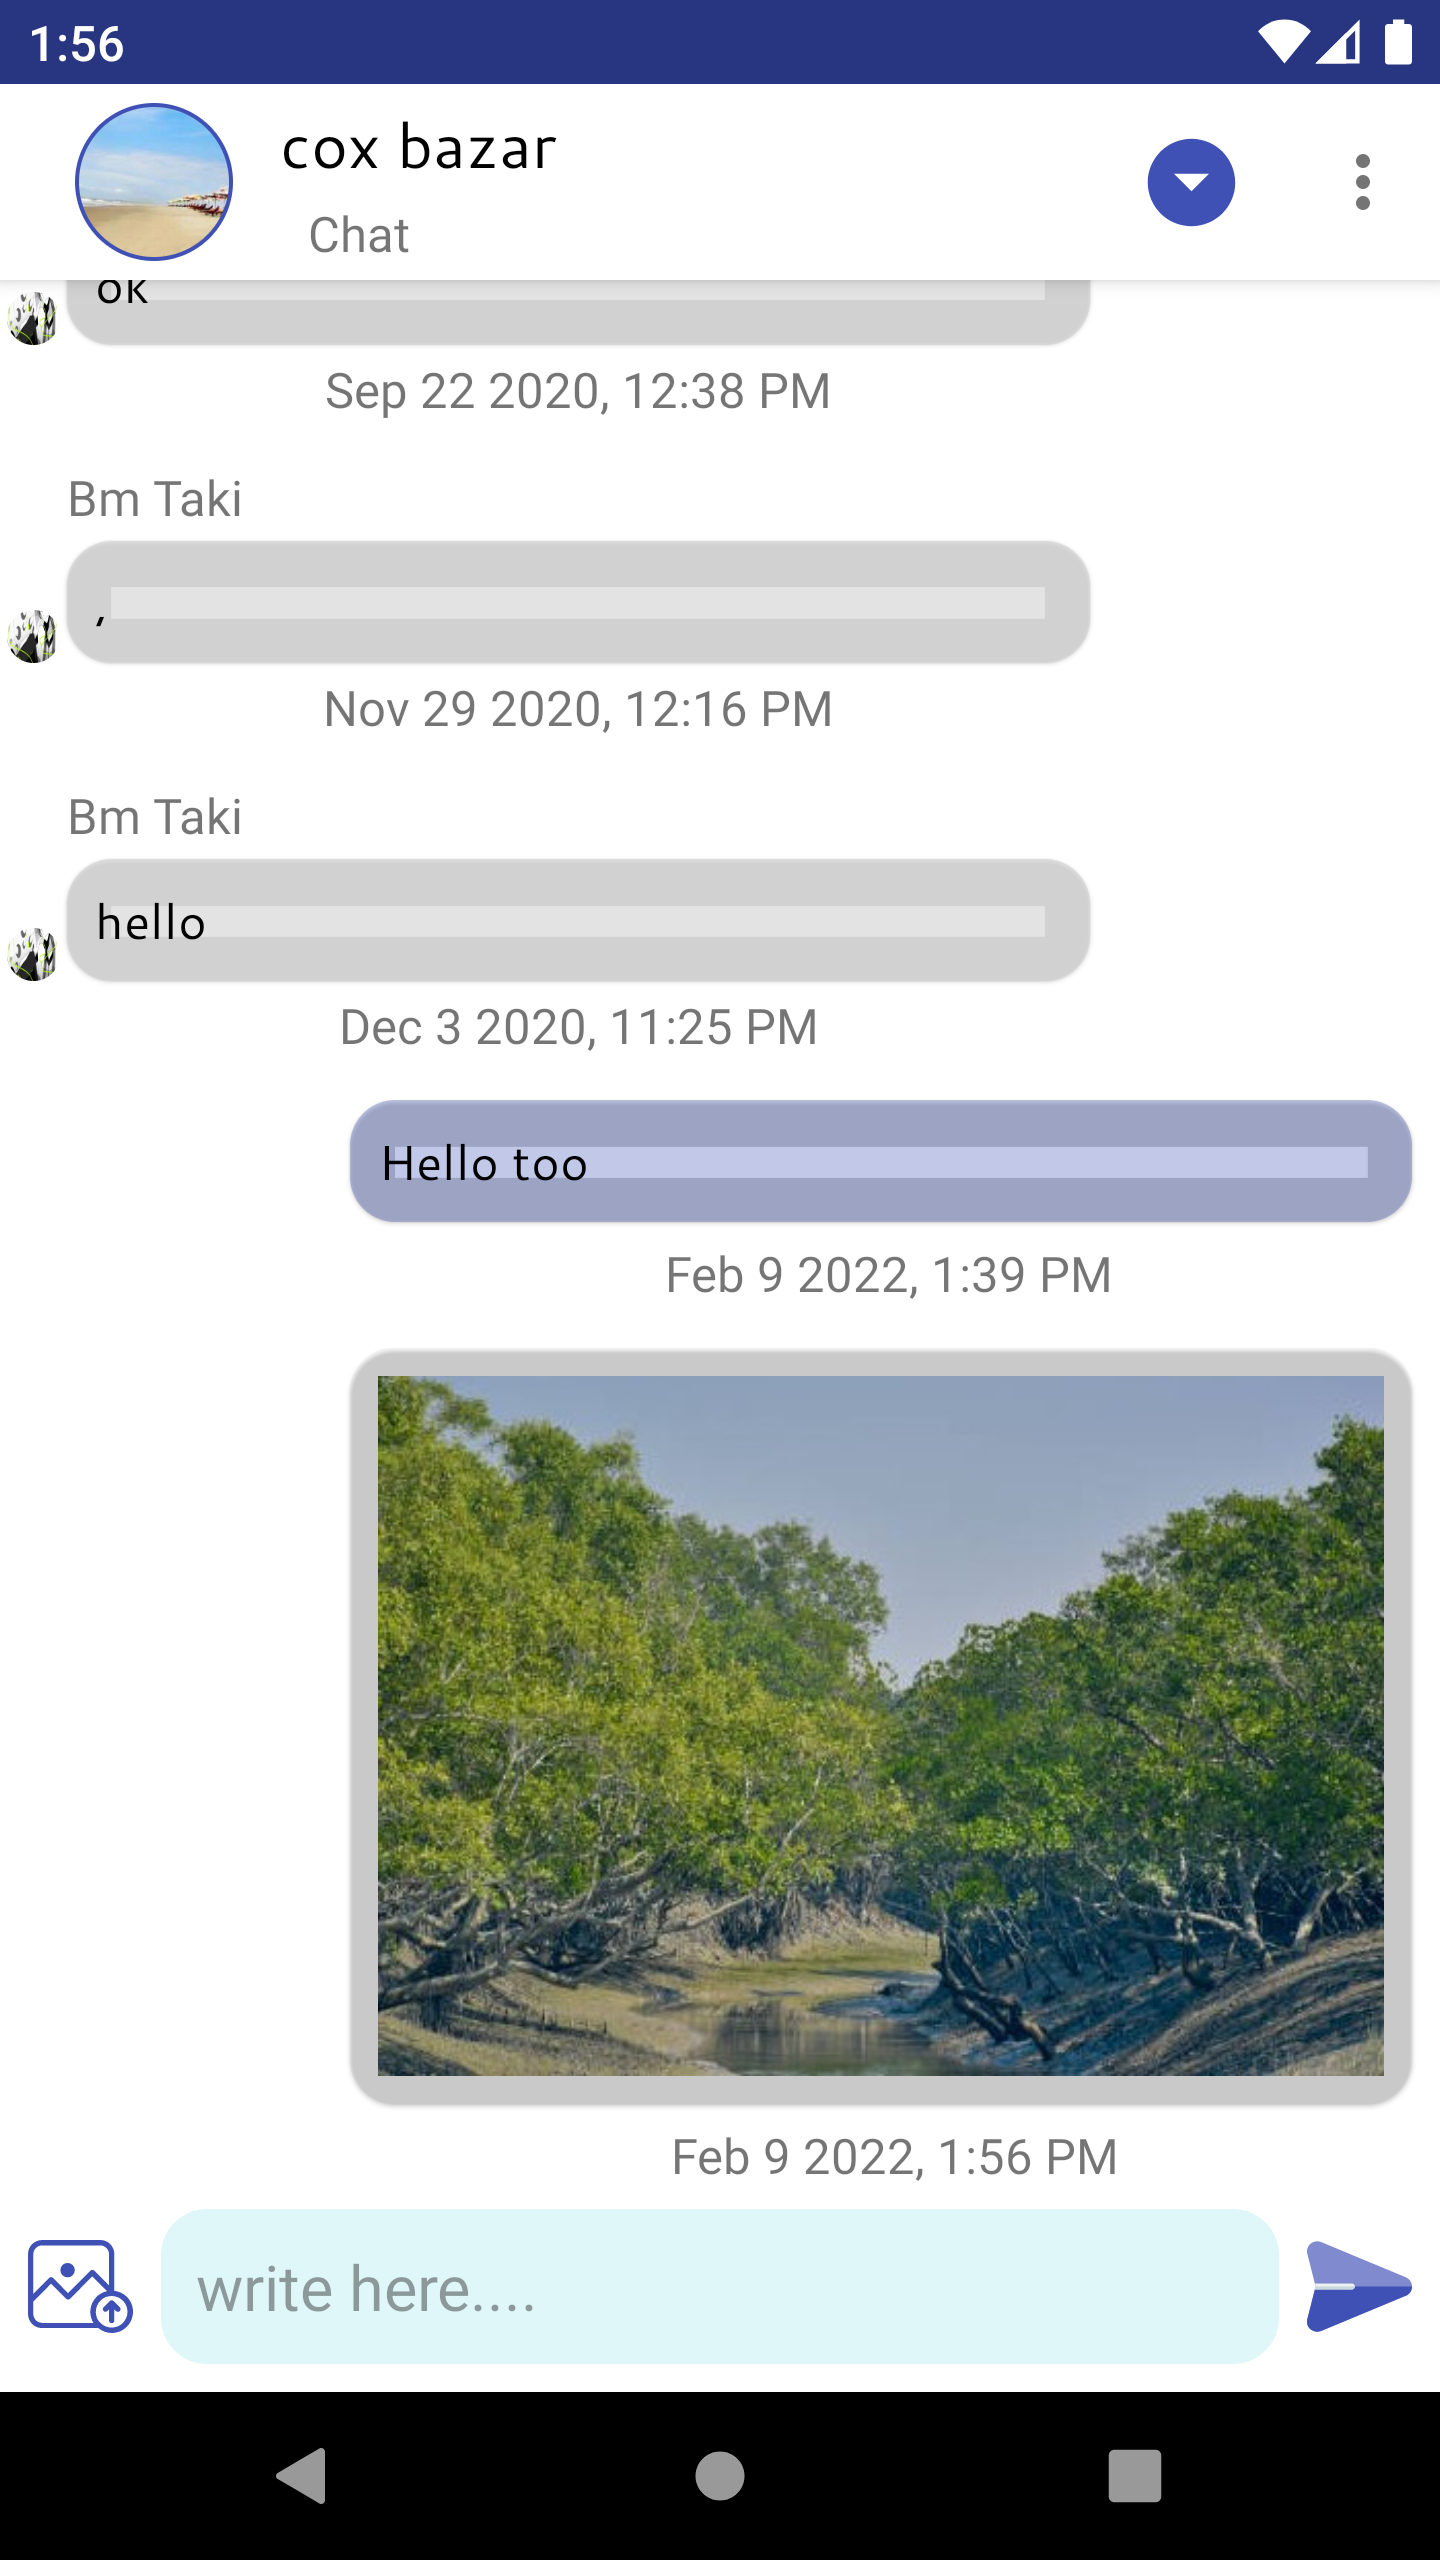 1:56
cox bazar
Chat
ok
Sep 22 2020, 12:38 PM
Bm Taki
,
Nov 29 2020, 12:16 PM
Bm Taki
hello
Dec 3 2020, 11:25 PM
Hello too
Feb 9 2022, 1:39 PM
Feb 9 2022, 1:56 PM
write here....